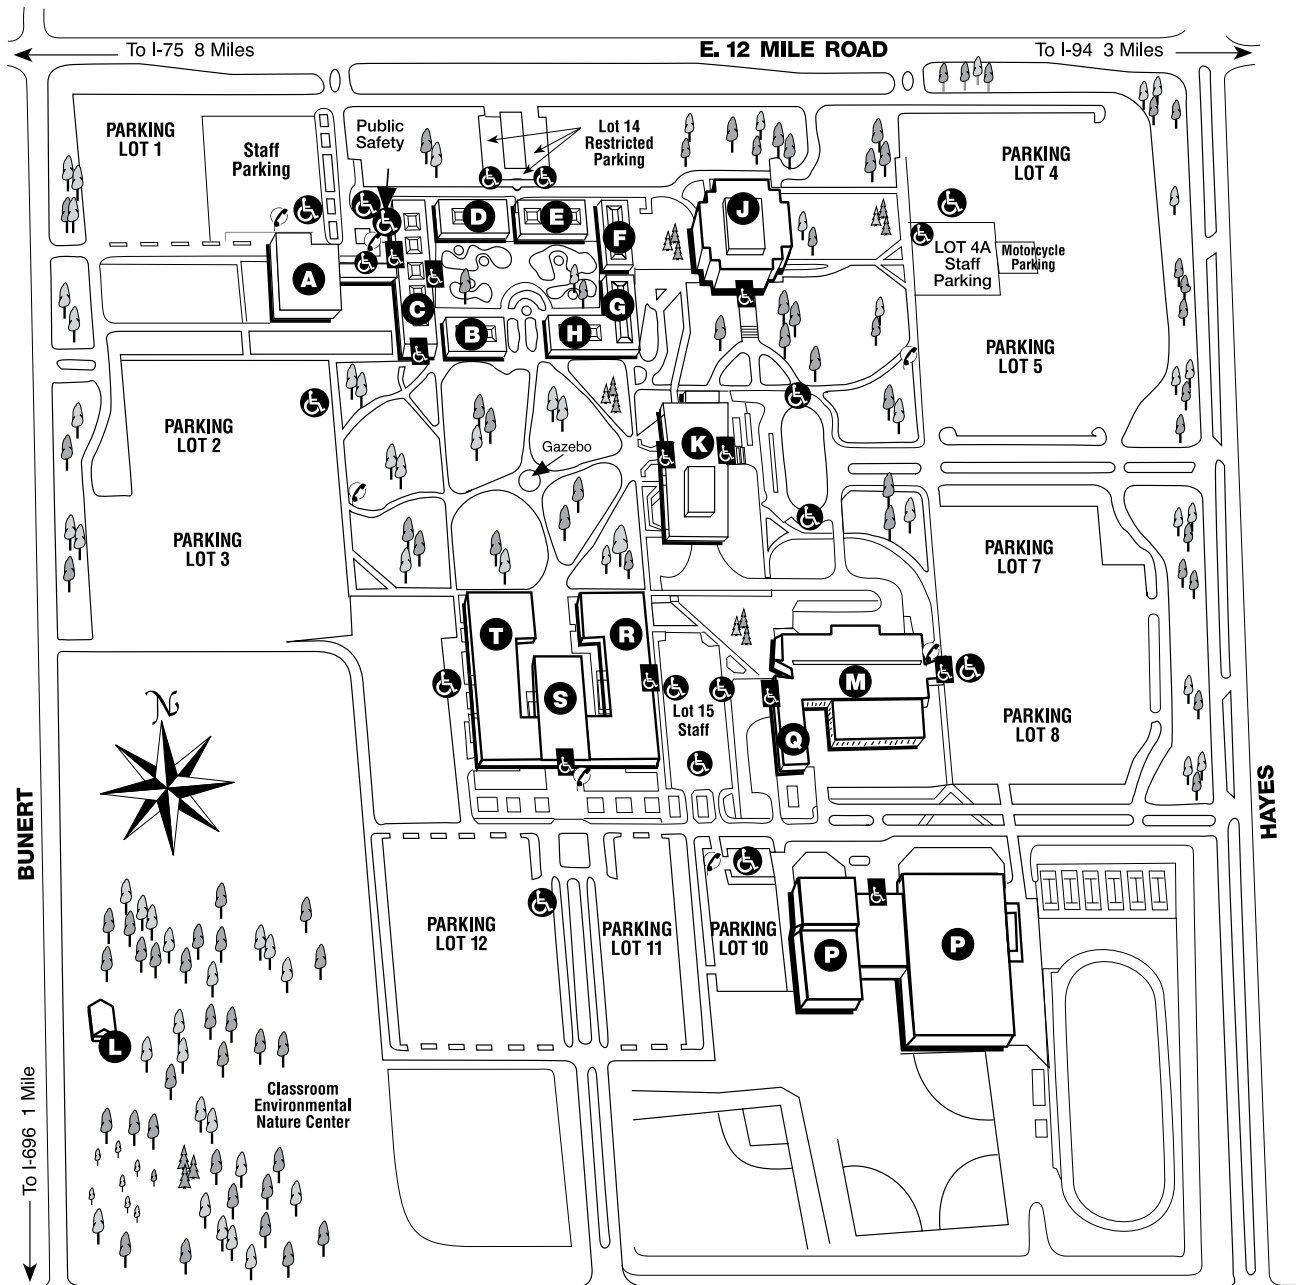 To I-75 8 Miles
E. 12 MILE ROAD
To I-94 3 Miles
PARKING
LOT 1
Staff
Parking
Public
Safety
Lot 14
Restricted
Parking
PARKING
LOT 4
D
E
F
J
A
C
G
B
H
LOT 4A
Staff
Parking
Motorcycle
Parking
PARKING
LOT 5
PARKING
LOT 2
K
Gazebo
PARKING
LOT 3
PARKING
LOT 7
T
R
S
M
Q
Lot 15
Staff
PARKING
LOT 8
N
BUNERT
HAYES
PARKING
LOT 12
PARKING
LOT 11
PARKING
LOT 10
P
P
L
Classroom
Environmental
Nature Center
To I-696 1 Mile